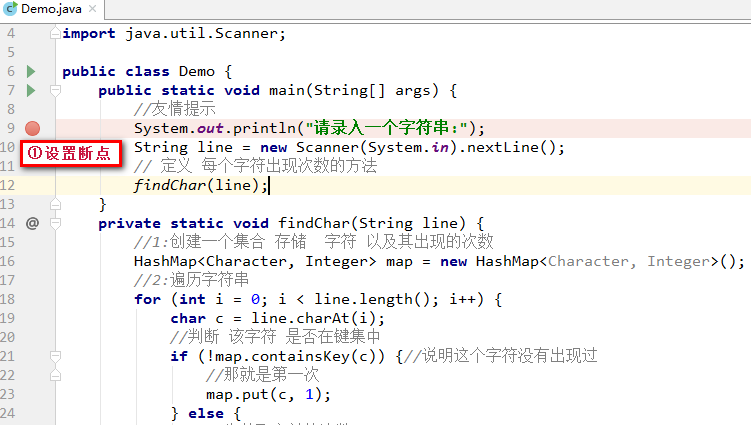 Demo.java
4 import java.util.Scanner;
5
6 public class Demo {
7 public static void main(String[] args) {
8 //友情提示
9 System.out.println("请录入一个字符串:");
10 String line = new Scanner(System.in).nextLine();
①设置断点
11 // 定义 每个字符出现次数的方法
12 findChar(line);
13 }
14 @ private static void findChar(String line) {
15 //1:创建一个集合 存储  字符 以及其出现的次数
16 HashMap<Character, Integer> map = new HashMap<Character, Integer>();
17 //2:遍历字符串
18 for (int i = 0; i < line.length(); i++) {
19 char c = line.charAt(i);
20 //判断 该字符 是否在键集中
21 if (!map.containsKey(c)) {//说明这个字符没有出现过
22 //那就是第一次
23 map.put(c, 1);
24 } else {